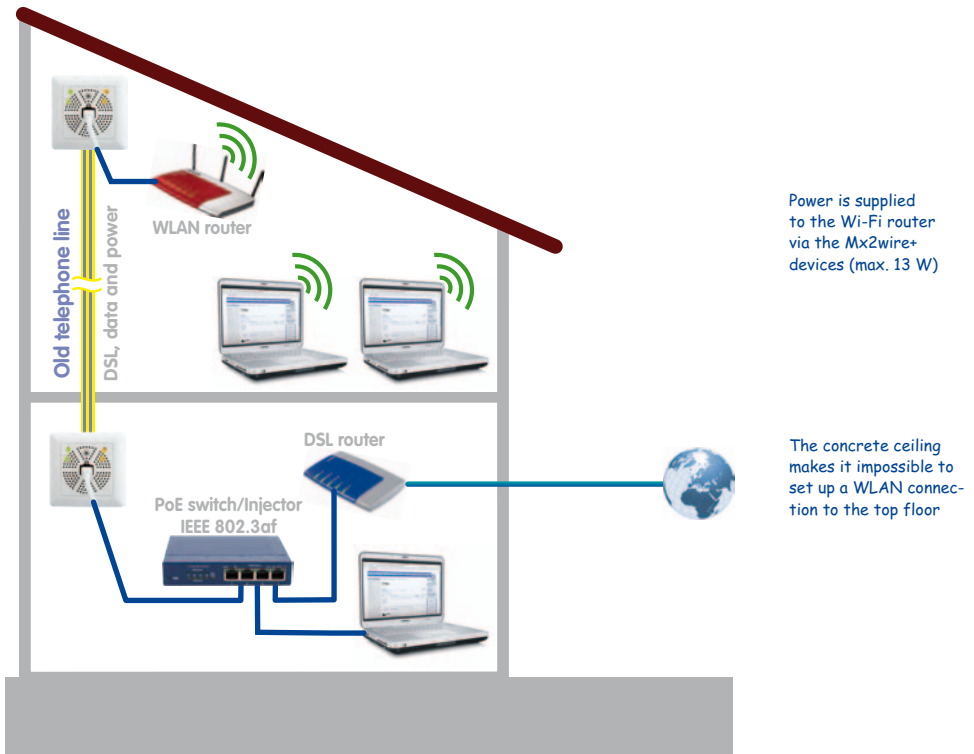 WLAN router
Old telephone line
DSL, data and power
Power is supplied
to the Wi-Fi router
via the Mx2wire+
devices (max. 13 W)
DSL router
PoE switch/Injector
IEEE 802.3af
The concrete ceiling
makes it impossible to
set up a WLAN connec-
tion to the top floor